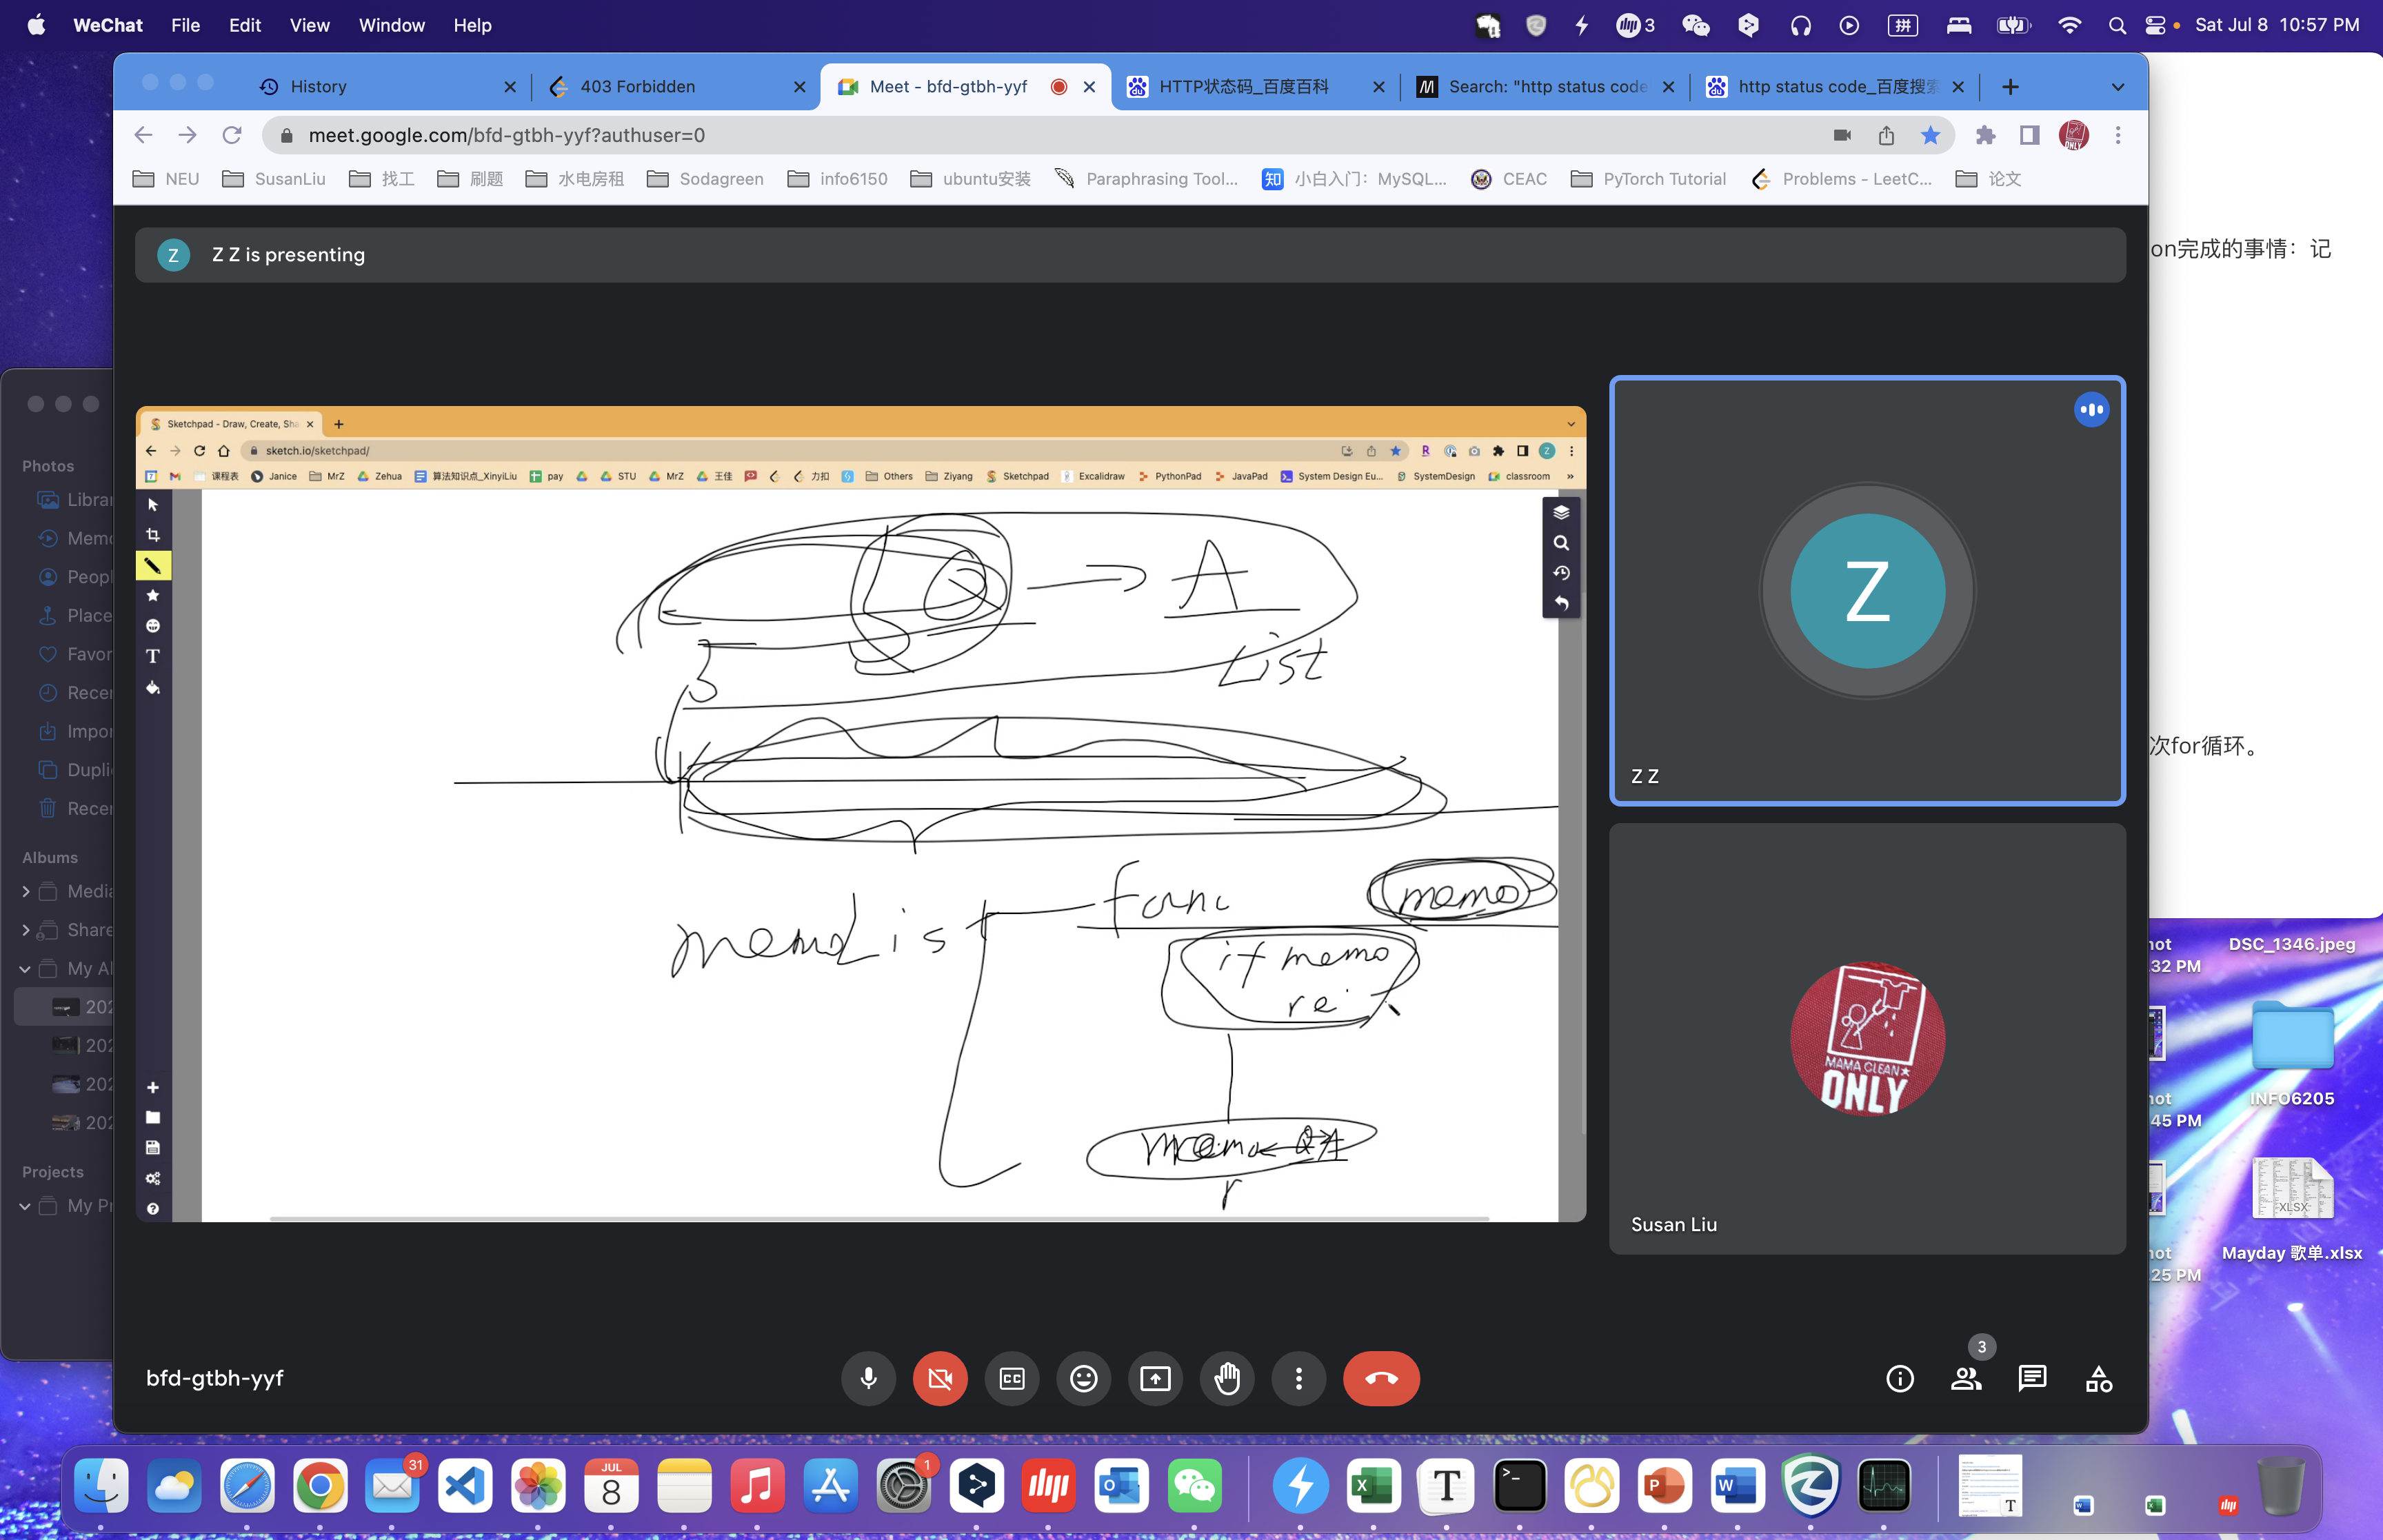 WeChat File Edit View Window Help
3 拼 Sat Jul 8 10:57 PM
History
403 Forbidden
Meet - bfd-gtbh-yyf
HTTP状态码_百度百科
Search: "http status code
http status code_百度搜索
meet.google.com/bfd-gtbh-yyf?authuser=0
NEU SusanLiu 找工 刷题 水电房租 Sodagreen info6150 ubuntu安装 Paraphrasing Tool... 知 小白入门：MySQL... CEAC PyTorch Tutorial Problems - LeetC... 论文
Z Z Z is presenting
on完成的事情：记
次for循环。
Photos
Librar
Memo
Peopl
Place
Favor
Recer
Impor
Dupli
Recer
Albums
Media
Share
My Al
202
202
202
202
Projects
My Pr
Sketchpad - Draw, Create, Sha
sketch.io/sketchpad/
课程表 Janice MrZ Zehua 算法知识点_XinyiLiu pay STU MrZ 王佳 力扣 Others Ziyang Sketchpad Excalidraw PythonPad JavaPad System Design Eu... SystemDesign classroom »
T
A
List
3
func memo
memoList
if memo
re
memo
r
Z
Z Z
MAMA CLEAN
ONLY
Susan Liu
bfd-gtbh-yyf
CC
3
not
32 PM
DSC_1346.jpeg
not
45 PM
INFO6205
XLSX
not
25 PM
Mayday 歌单.xlsx
31
JUL
8
1